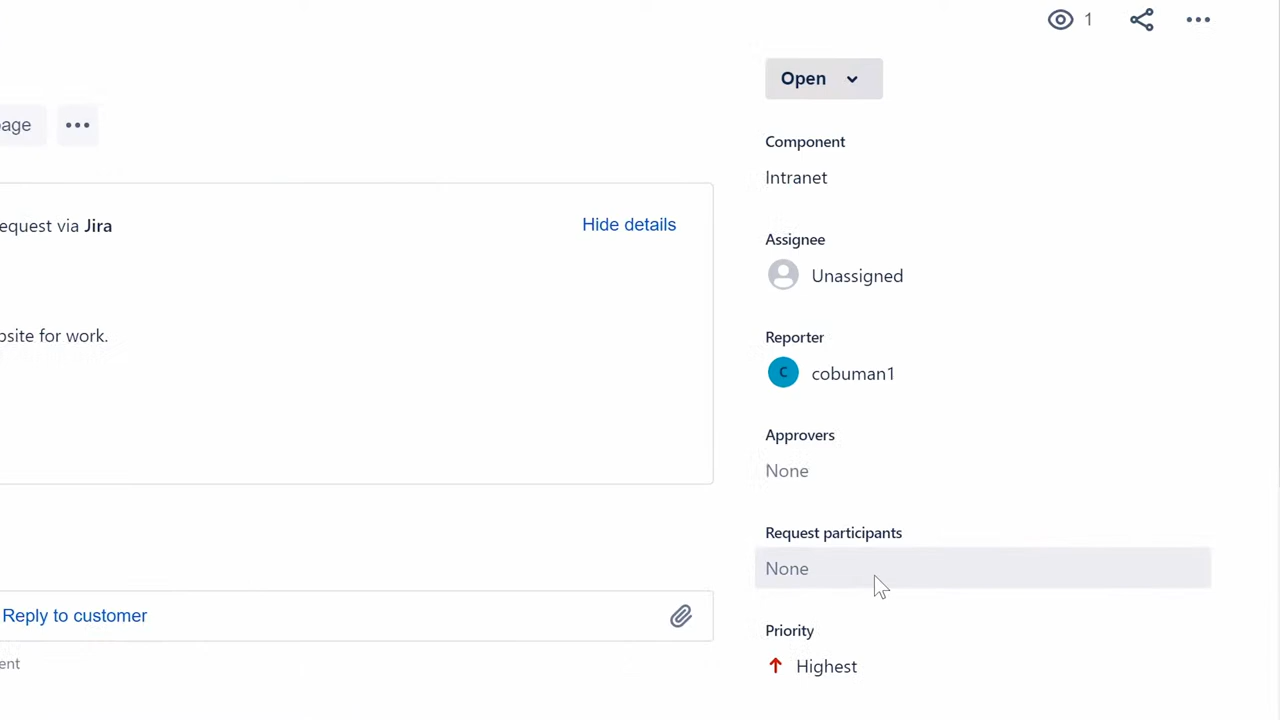 1
Open
age
Component
Intranet
equest via Jira
Hide details
Assignee
Unassigned
bsite for work.
Reporter
cobuman1
Approvers
None
Request participants
None
Reply to customer
Priority
ent
Highest